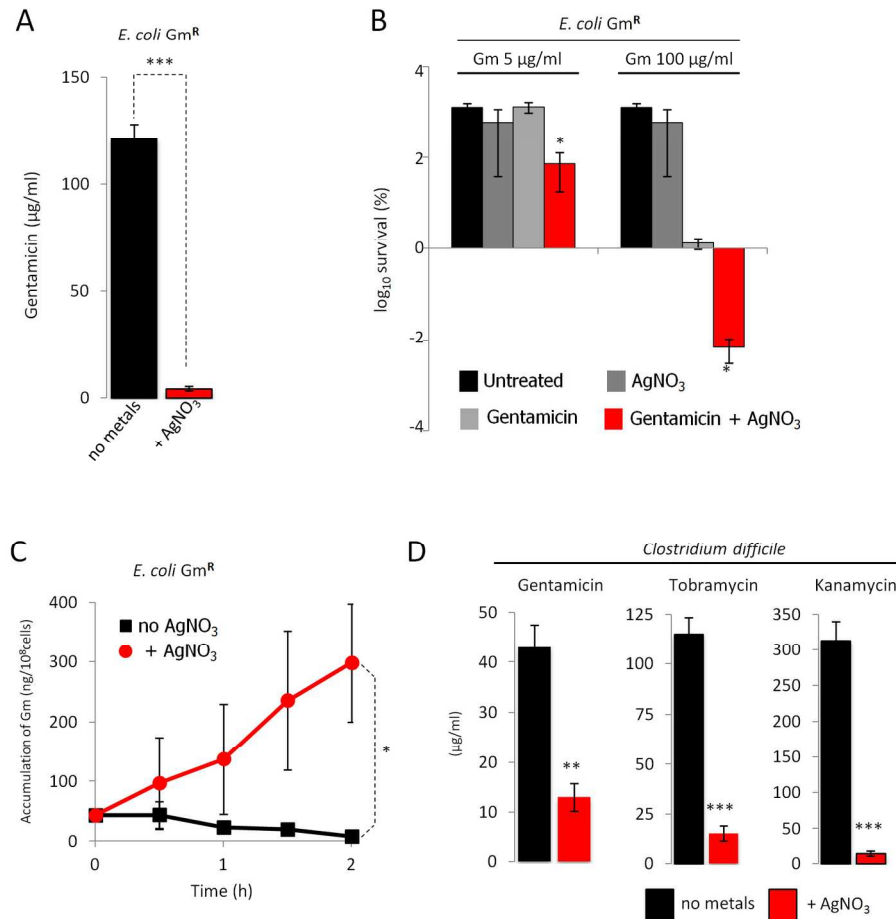 A
E. coli Gmᴿ
***
150
100
50
0
Gentamicin (µg/ml)
no metals
+ AgNO₃
B
E. coli Gmᴿ
Gm 5 µg/ml
Gm 100 µg/ml
4
2
0
-2
-4
log₁₀ survival (%)
*
*
Untreated
AgNO₃
Gentamicin
Gentamicin + AgNO₃
C
E. coli Gmᴿ
400
300
200
100
0
Accumulation of Gm (ng/10⁸cells)
no AgNO₃
+ AgNO₃
*
0
1
2
Time (h)
D
Clostridium difficile
Gentamicin
Tobramycin
Kanamycin
(µg/ml)
50
40
30
20
10
0
**
125
115
100
75
50
25
0
***
350
300
250
200
150
100
50
0
***
no metals
+ AgNO₃